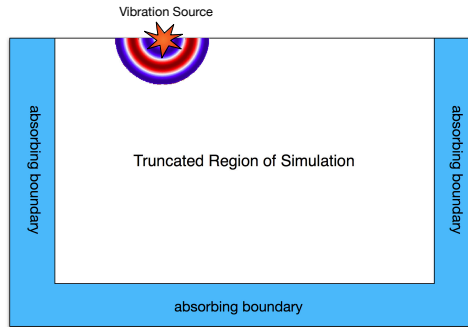 Vibration Source
absorbing boundary
Truncated Region of Simulation
absorbing boundary
absorbing boundary